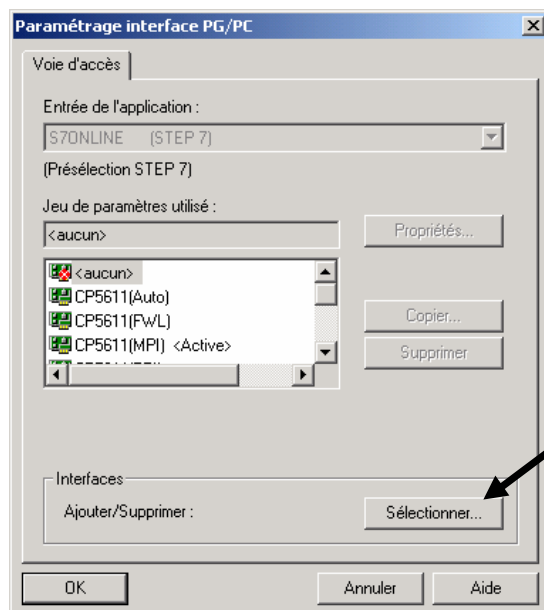 Paramétrage interface PG/PC
Voie d'accès
Entrée de l'application :
S7ONLINE (STEP 7)
(Présélection STEP 7)
Jeu de paramètres utilisé :
<aucun>
Propriétés...
<aucun>
CP5611(Auto)
CP5611(FWL)
CP5611(MPI) <Active>
Copier...
Supprimer
Interfaces
Ajouter/Supprimer :
Sélectionner...
OK
Annuler
Aide